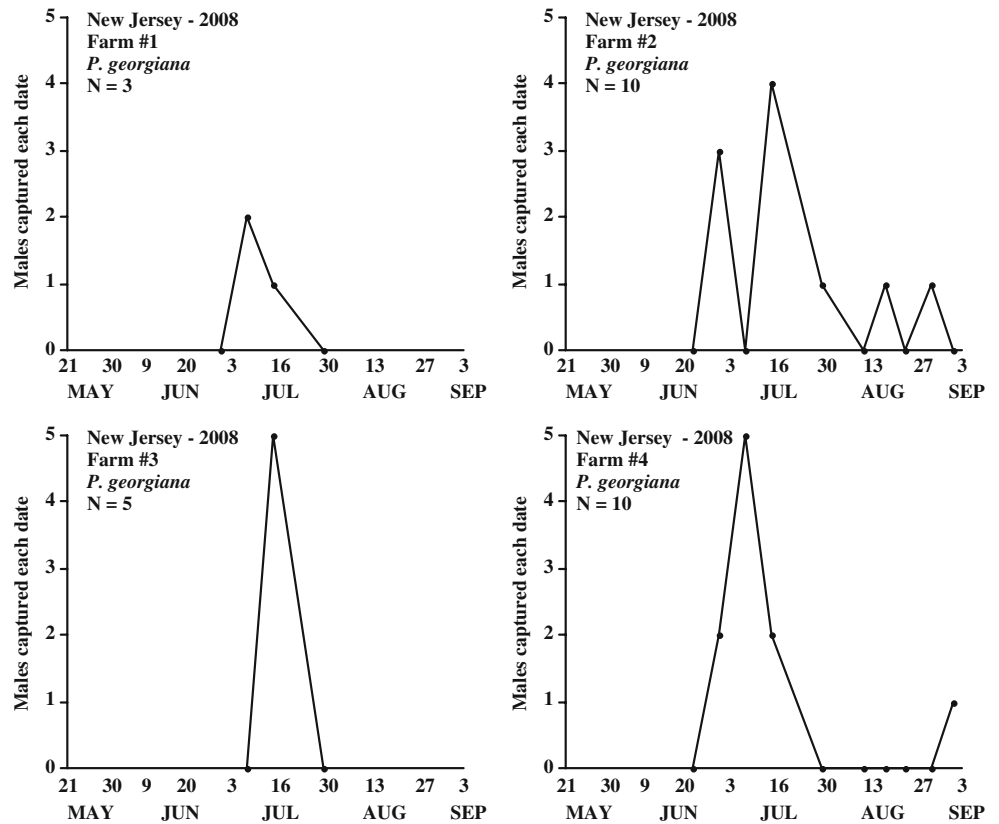 New Jersey - 2008
Farm #1
P. georgiana
N = 3
Males captured each date
5
4
3
2
1
0
21 30 9 20 3 16 30 13 27 3
MAY JUN JUL AUG SEP
New Jersey - 2008
Farm #2
P. georgiana
N = 10
Males captured each date
5
4
3
2
1
0
21 30 9 20 3 16 30 13 27 3
MAY JUN JUL AUG SEP
New Jersey - 2008
Farm #3
P. georgiana
N = 5
Males captured each date
5
4
3
2
1
0
21 30 9 20 3 16 30 13 27 3
MAY JUN JUL AUG SEP
New Jersey - 2008
Farm #4
P. georgiana
N = 10
Males captured each date
5
4
3
2
1
0
21 30 9 20 3 16 30 13 27 3
MAY JUN JUL AUG SEP